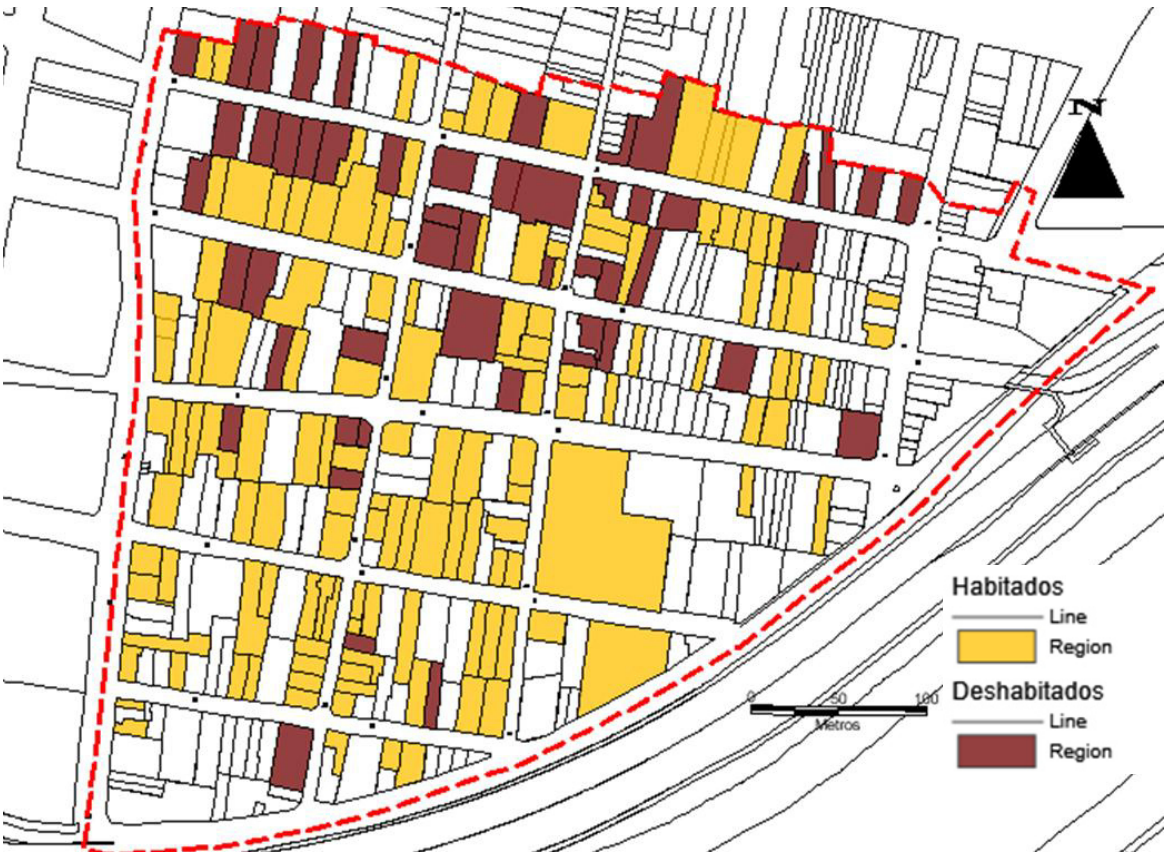 N
Habitados
Line
Region
Deshabitados
Line
Region
0 50 100
Metros